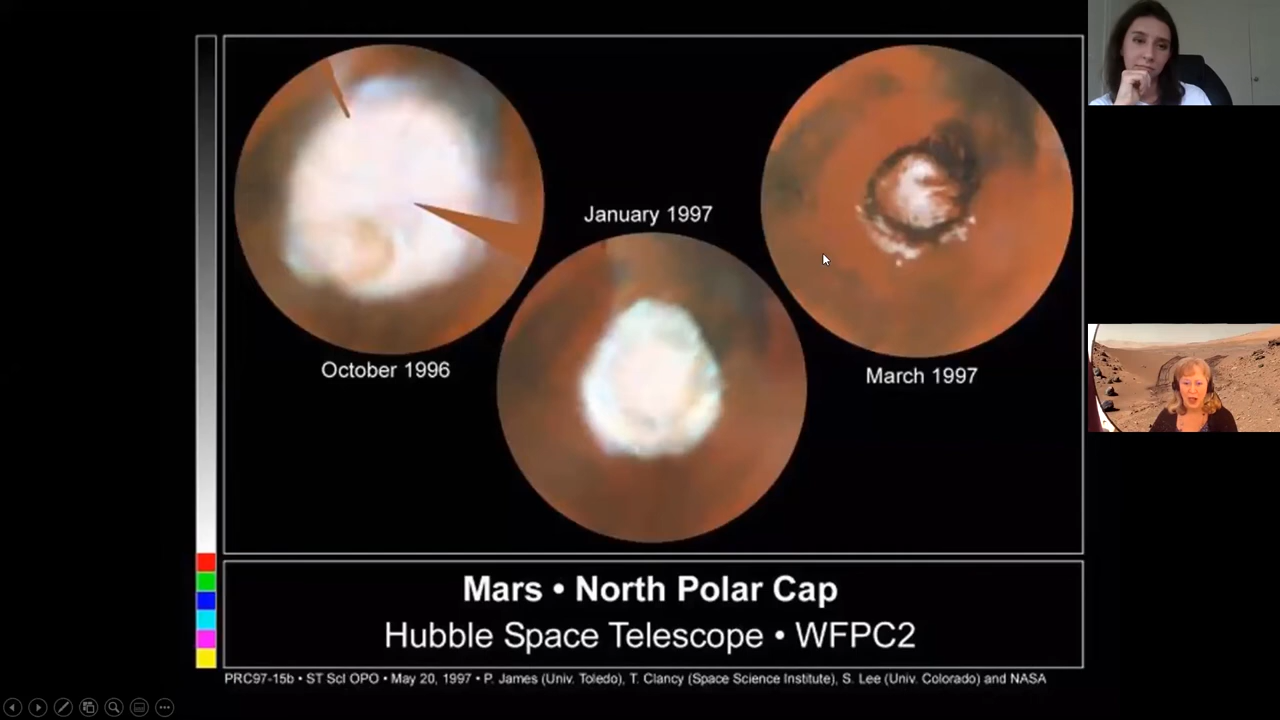 January 1997
October 1996
March 1997
Mars • North Polar Cap
Hubble Space Telescope • WFPC2
PRC97-15b • ST ScI OPO • May 20, 1997 • P. James (Univ. Toledo), T. Clancy (Space Science Institute), S. Lee (Univ. Colorado) and NASA